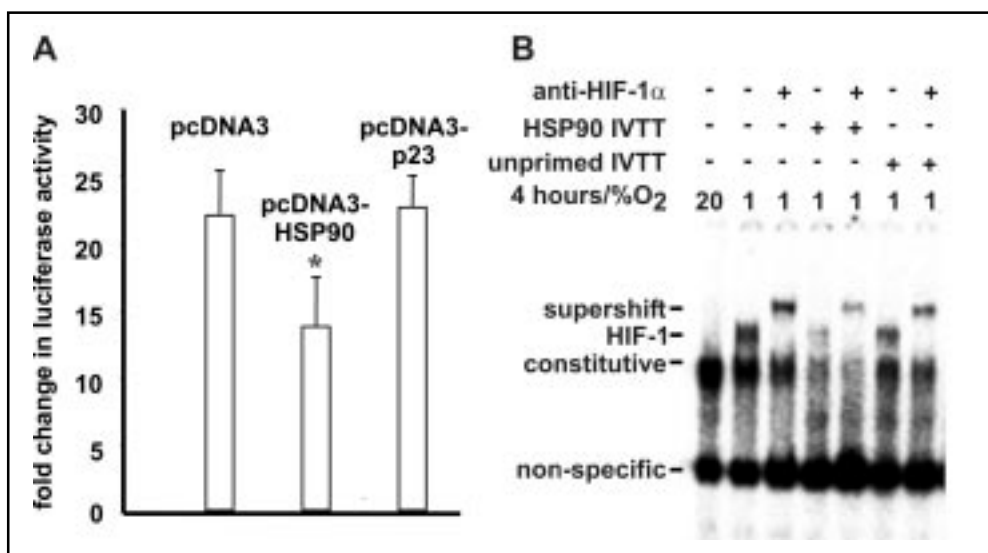 A
fold change in luciferase activity
30
25
20
15
10
5
0
pcDNA3
pcDNA3-
HSP90
*
pcDNA3-
p23
B
anti-HIF-1α - - + - + - +
HSP90 IVTT - - - + + - -
unprimed IVTT - - - - - + +
4 hours/%O2 20 1 1 1 1 1 1
supershift
HIF-1
constitutive
non-specific